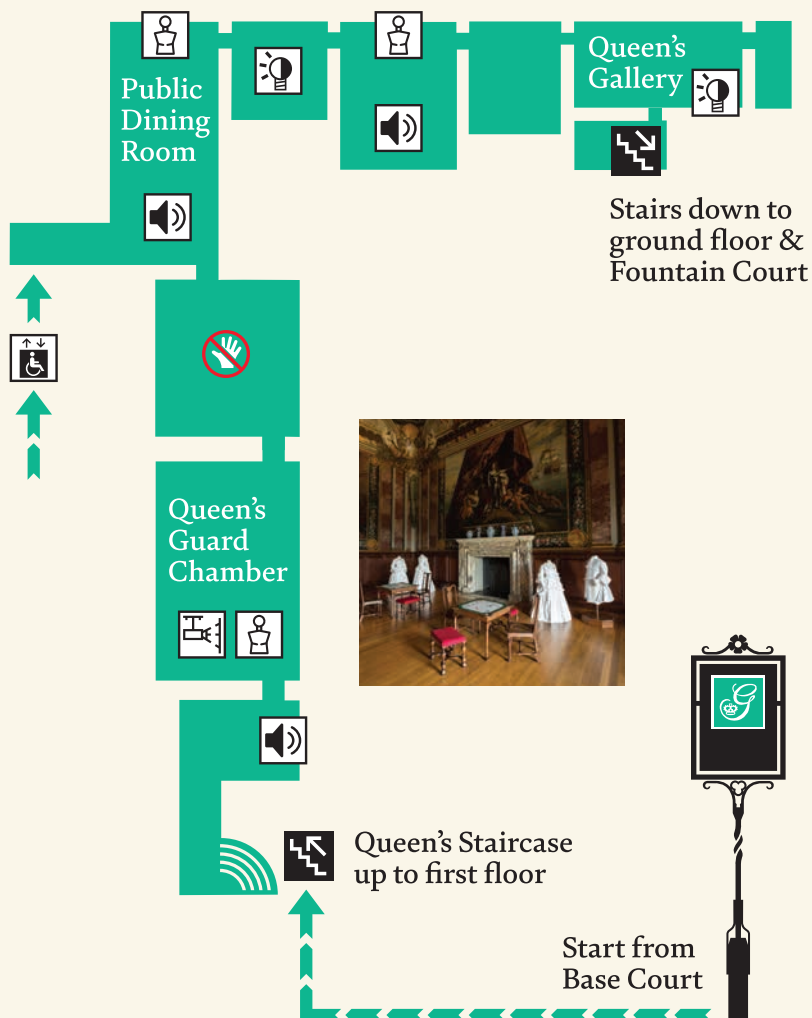 Public
Dining
Room
Queen’s
Gallery
Stairs down to
ground floor &
Fountain Court
Queen’s
Guard
Chamber
G
Queen’s Staircase
up to first floor
Start from
Base Court